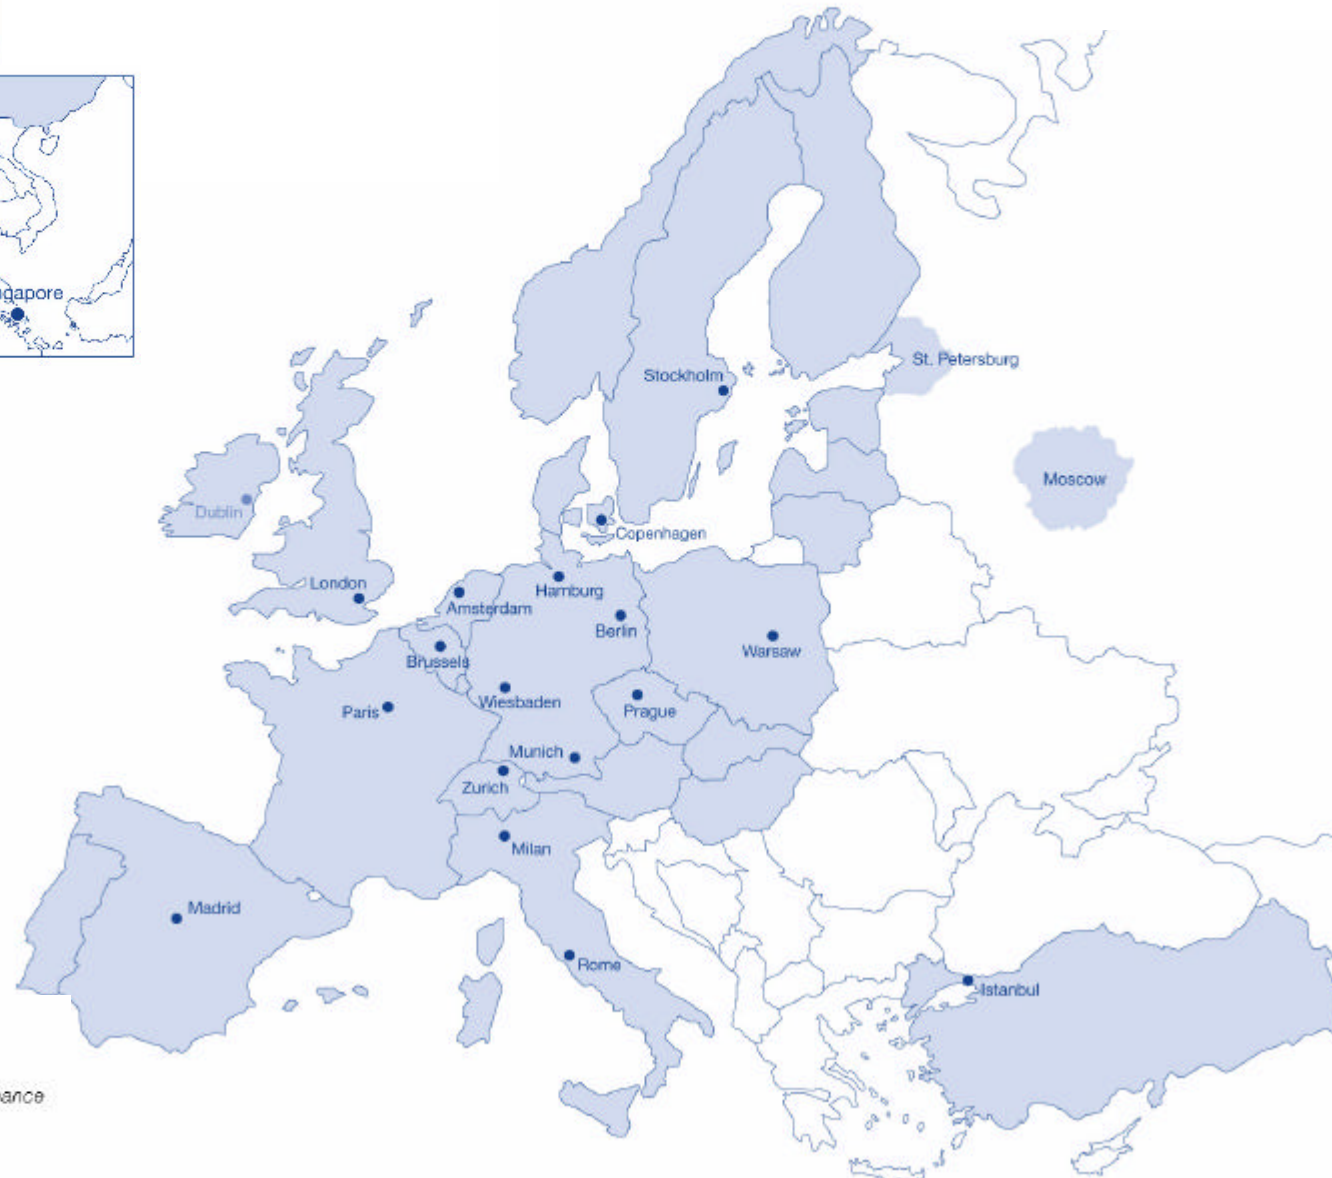 gapore
St. Petersburg
Stockholm
Moscow
Dublin
Copenhagen
London
Hamburg
Amsterdam
Berlin
Warsaw
Brussels
Wiesbaden
Paris
Prague
Munich
Zurich
Milan
Madrid
Rome
Istanbul
ance